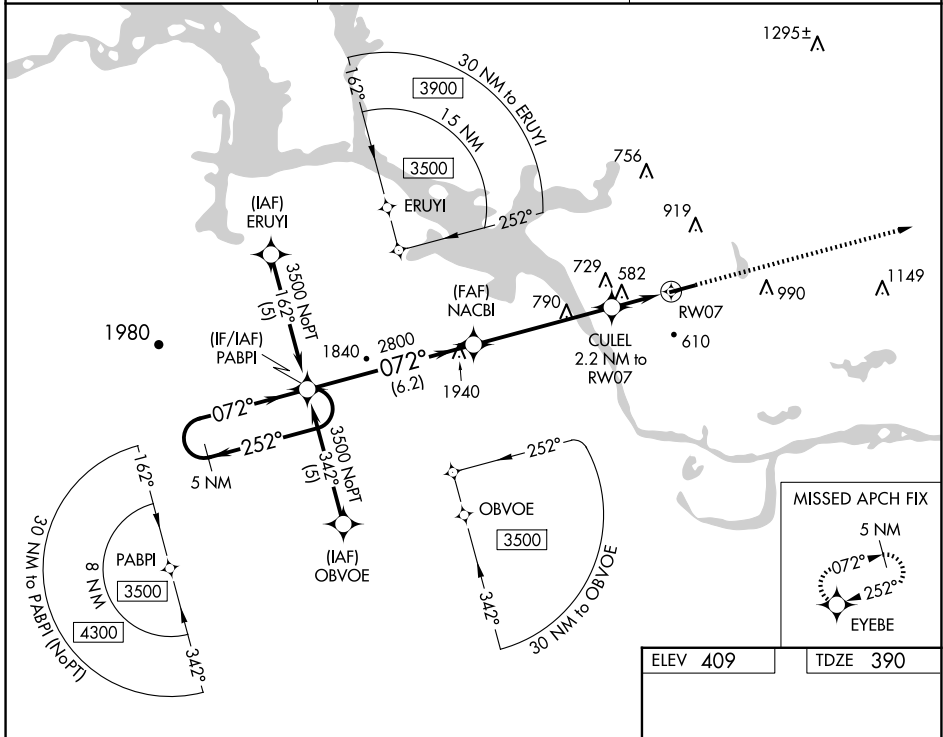 1295±
30 NM to ERUYI
3900
162°
15 NM
3500
ERUYI
252°
756
919
(IAF)
ERUYI
3500 NoPT
162°
(5)
729
582
990
1149
(FAF)
NACBI
790
RW07
610
CULEL
2.2 NM to
RW07
1980
(IF/IAF)
PABPI
1840
2800
072°
(6.2)
1940
072°
252°
5 NM
3500 NoPT
342°
(5)
(IAF)
OBVOE
162°
PABPI
8 NM
3500
4300
30 NM to PABPI (NoPT)
342°
252°
OBVOE
3500
342°
30 NM to OBVOE
MISSED APCH FIX
5 NM
072°
252°
EYEBE
ELEV 409
TDZE 390